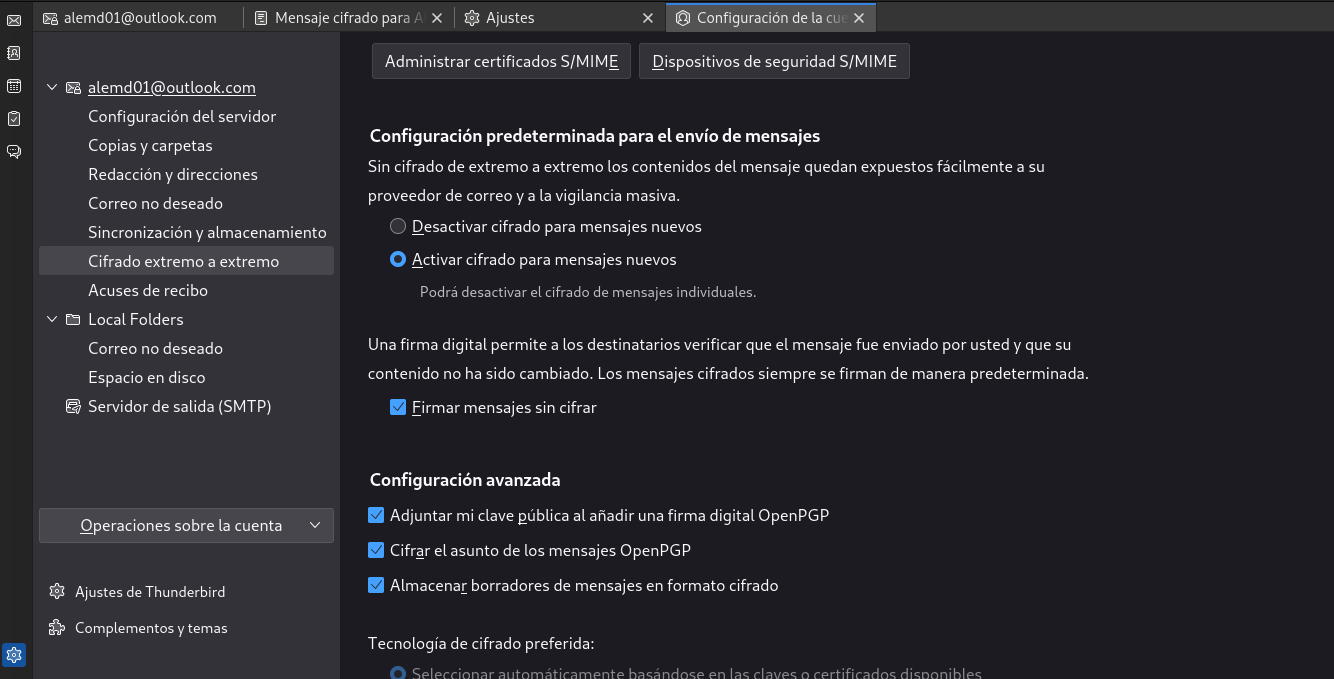 alemd01@outlook.com
Mensaje cifrado para A
Ajustes
Configuración de la cue
alemd01@outlook.com
Configuración del servidor
Copias y carpetas
Redacción y direcciones
Correo no deseado
Sincronización y almacenamiento
Cifrado extremo a extremo
Acuses de recibo
Local Folders
Correo no deseado
Espacio en disco
Servidor de salida (SMTP)
Operaciones sobre la cuenta
Ajustes de Thunderbird
Complementos y temas
Administrar certificados S/MIME
Dispositivos de seguridad S/MIME
Configuración predeterminada para el envío de mensajes
Sin cifrado de extremo a extremo los contenidos del mensaje quedan expuestos fácilmente a su
proveedor de correo y a la vigilancia masiva.
Desactivar cifrado para mensajes nuevos
Activar cifrado para mensajes nuevos
Podrá desactivar el cifrado de mensajes individuales.
Una firma digital permite a los destinatarios verificar que el mensaje fue enviado por usted y que su
contenido no ha sido cambiado. Los mensajes cifrados siempre se firman de manera predeterminada.
Firmar mensajes sin cifrar
Configuración avanzada
Adjuntar mi clave pública al añadir una firma digital OpenPGP
Cifrar el asunto de los mensajes OpenPGP
Almacenar borradores de mensajes en formato cifrado
Tecnología de cifrado preferida:
Seleccionar automáticamente basándose en las claves o certificados disponibles